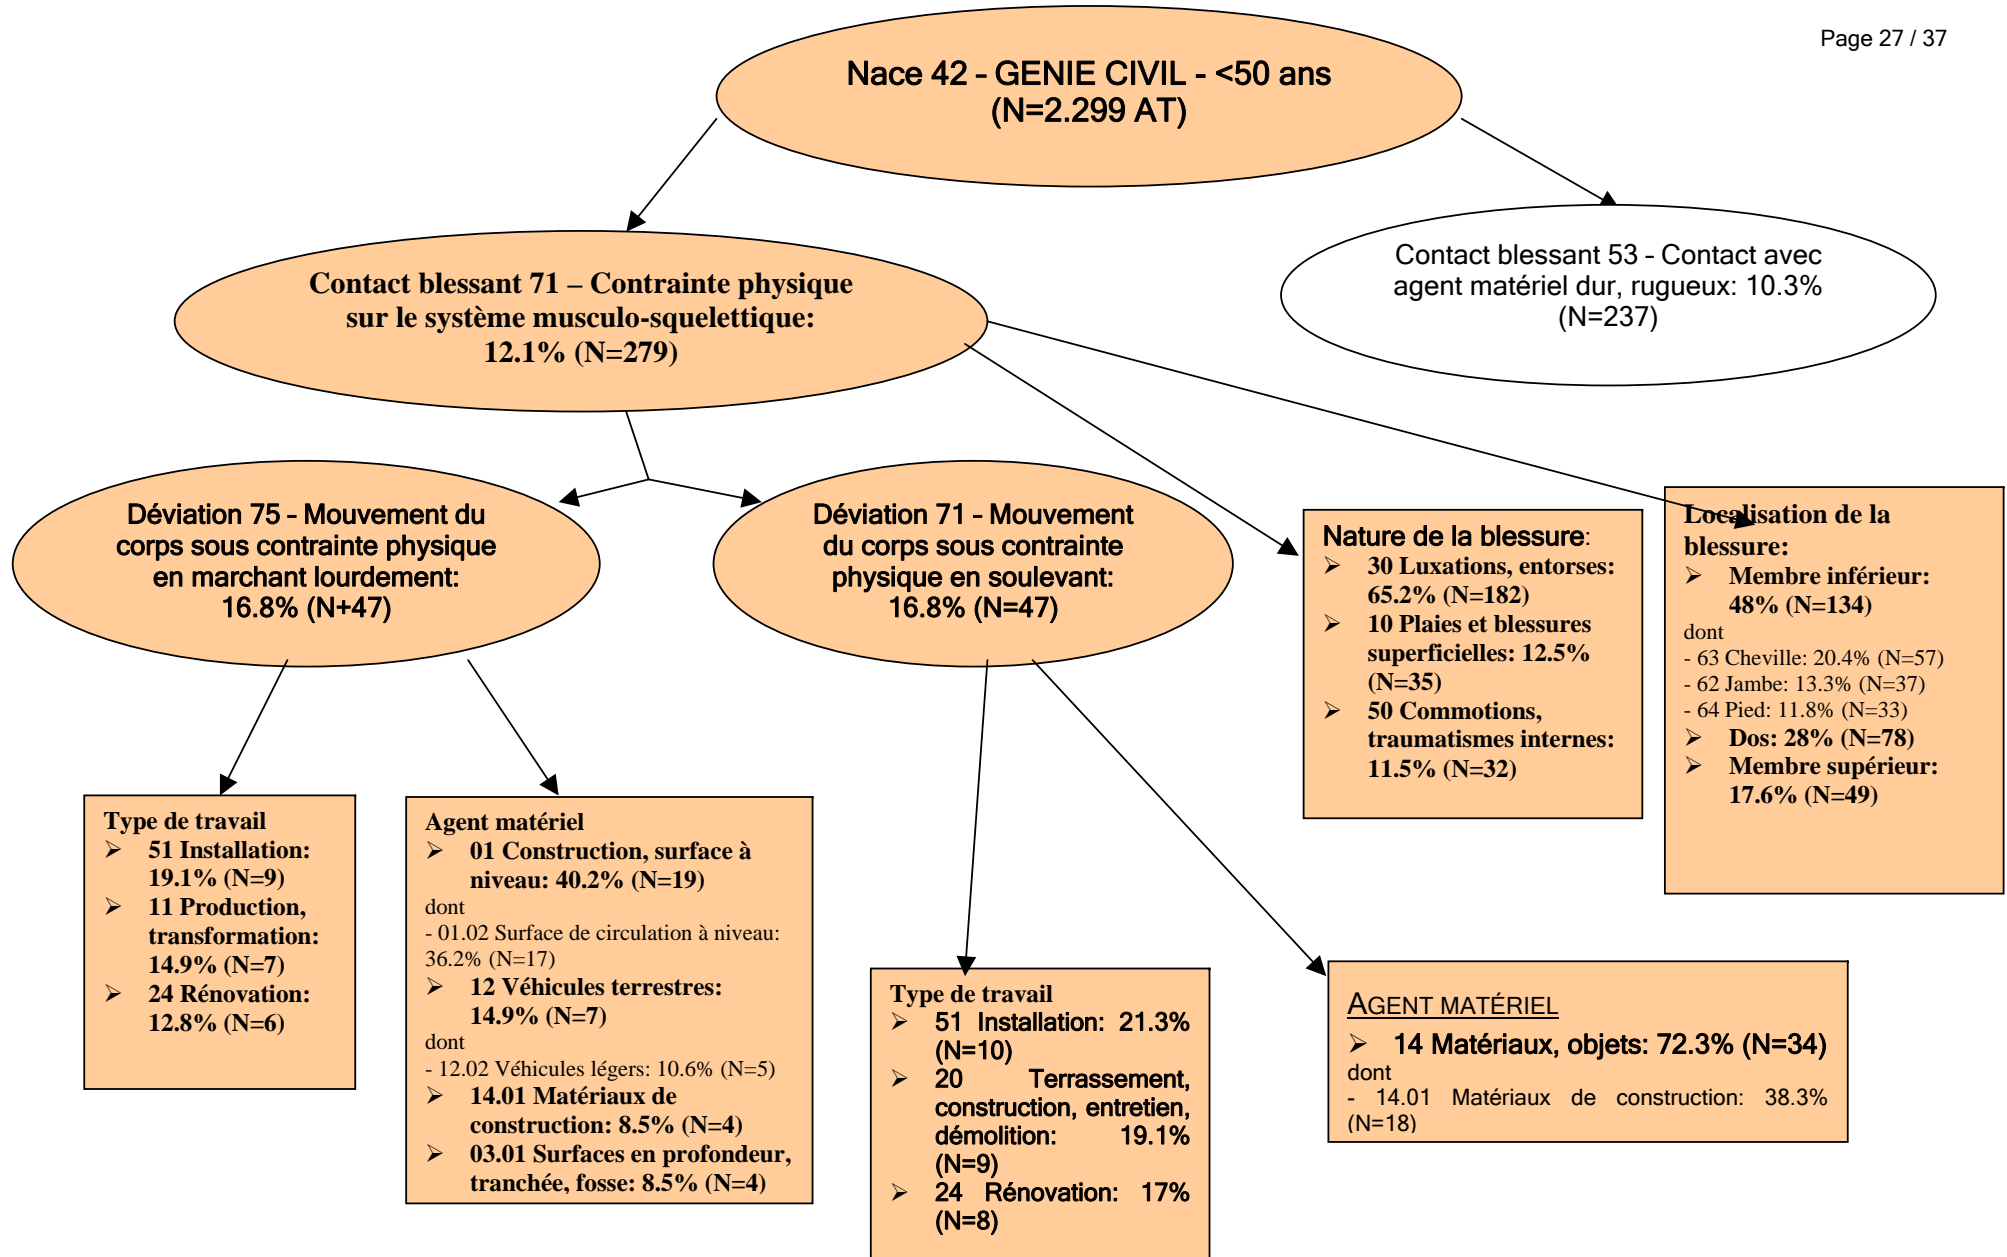 Page 27 / 37
Nace 42 - GENIE CIVIL - <50 ans
(N=2.299 AT)
Contact blessant 71 – Contrainte physique
sur le système musculo-squelettique:
12.1% (N=279)
Contact blessant 53 - Contact avec
agent matériel dur, rugueux: 10.3%
(N=237)
Déviation 75 - Mouvement du
corps sous contrainte physique
en marchant lourdement:
16.8% (N+47)
Déviation 71 - Mouvement
du corps sous contrainte
physique en soulevant:
16.8% (N=47)
Nature de la blessure:
➢ 30 Luxations, entorses:
65.2% (N=182)
➢ 10 Plaies et blessures
superficielles: 12.5%
(N=35)
➢ 50 Commotions,
traumatismes internes:
11.5% (N=32)
Localisation de la
blessure:
➢ Membre inférieur:
48% (N=134)
dont
- 63 Cheville: 20.4% (N=57)
- 62 Jambe: 13.3% (N=37)
- 64 Pied: 11.8% (N=33)
➢ Dos: 28% (N=78)
➢ Membre supérieur:
17.6% (N=49)
Type de travail
➢ 51 Installation:
19.1% (N=9)
➢ 11 Production,
transformation:
14.9% (N=7)
➢ 24 Rénovation:
12.8% (N=6)
Agent matériel
➢ 01 Construction, surface à
niveau: 40.2% (N=19)
dont
- 01.02 Surface de circulation à niveau:
36.2% (N=17)
➢ 12 Véhicules terrestres:
14.9% (N=7)
dont
- 12.02 Véhicules légers: 10.6% (N=5)
➢ 14.01 Matériaux de
construction: 8.5% (N=4)
➢ 03.01 Surfaces en profondeur,
tranchée, fosse: 8.5% (N=4)
Type de travail
➢ 51 Installation: 21.3%
(N=10)
➢ 20 Terrassement,
construction, entretien,
démolition: 19.1%
(N=9)
➢ 24 Rénovation: 17%
(N=8)
AGENT MATÉRIEL
➢ 14 Matériaux, objets: 72.3% (N=34)
dont
- 14.01 Matériaux de construction: 38.3%
(N=18)